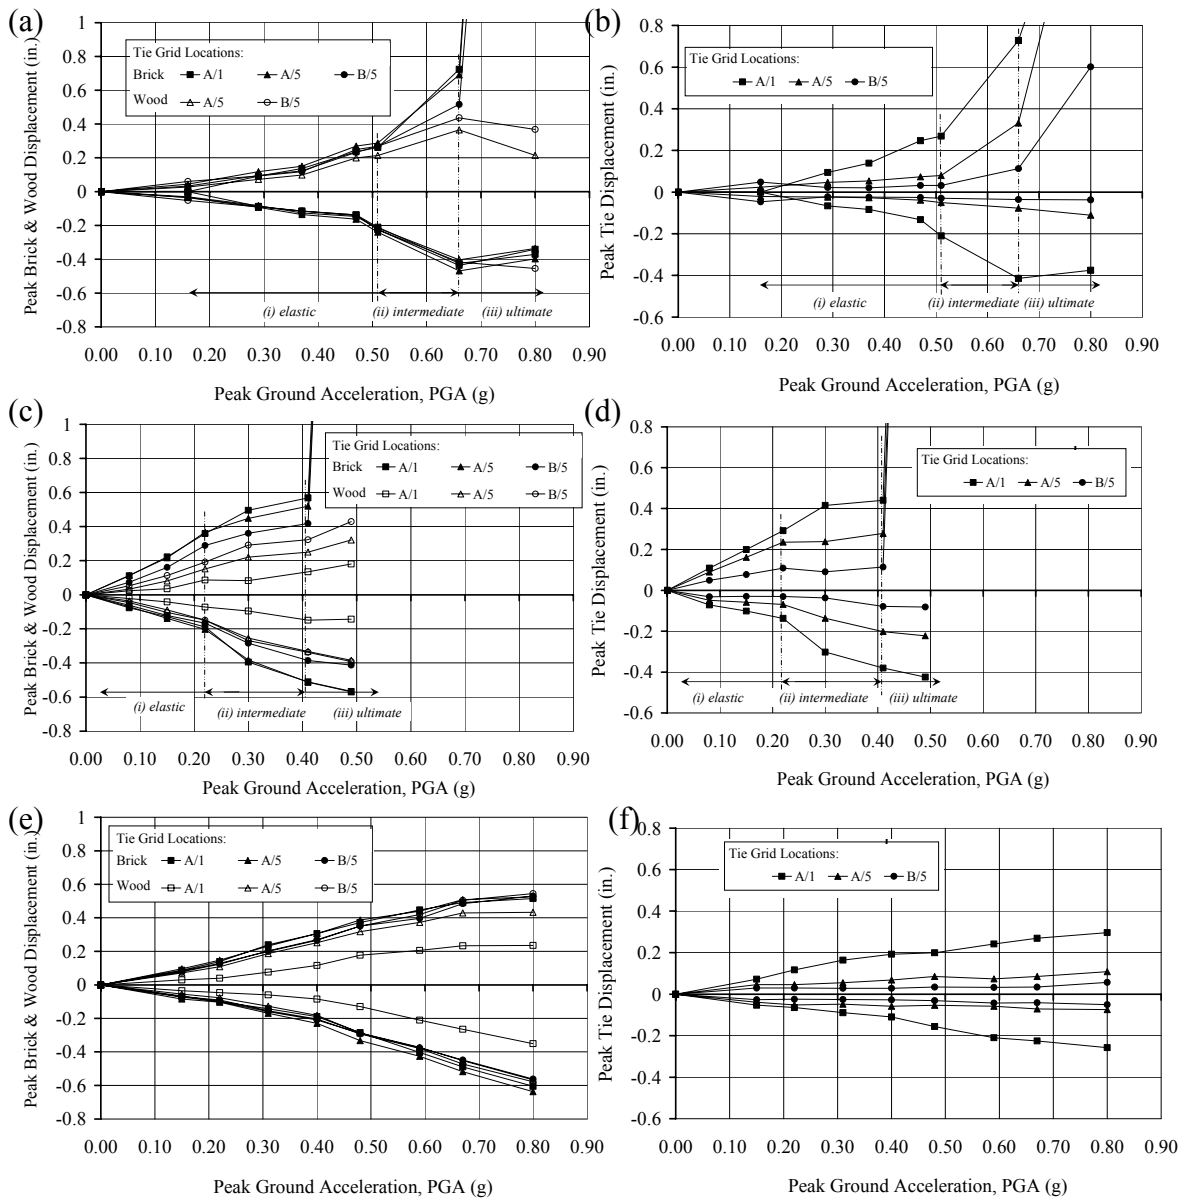 (a)
Peak Brick & Wood Displacement (in.)
1
0.8
0.6
0.4
0.2
0
-0.2
-0.4
-0.6
-0.8
Tie Grid Locations:
Brick A/1 A/5 B/5
Wood A/5 B/5
(i) elastic (ii) intermediate (iii) ultimate
0.00 0.10 0.20 0.30 0.40 0.50 0.60 0.70 0.80 0.90
Peak Ground Acceleration, PGA (g)
(b)
Peak Tie Displacement (in.)
0.8
0.6
0.4
0.2
0
-0.2
-0.4
-0.6
Tie Grid Locations:
A/1 A/5 B/5
(i) elastic (ii) intermediate (iii) ultimate
0.00 0.10 0.20 0.30 0.40 0.50 0.60 0.70 0.80 0.90
Peak Ground Acceleration, PGA (g)
(c)
Peak Brick & Wood Displacement (in.)
1
0.8
0.6
0.4
0.2
0
-0.2
-0.4
-0.6
-0.8
Tie Grid Locations:
Brick A/1 A/5 B/5
Wood A/1 A/5 B/5
(i) elastic (ii) intermediate (iii) ultimate
0.00 0.10 0.20 0.30 0.40 0.50 0.60 0.70 0.80 0.90
Peak Ground Acceleration, PGA (g)
(d)
Peak Tie Displacement (in.)
0.8
0.6
0.4
0.2
0
-0.2
-0.4
-0.6
Tie Grid Locations:
A/1 A/5 B/5
(i) elastic (ii) intermediate (iii) ultimate
0.00 0.10 0.20 0.30 0.40 0.50 0.60 0.70 0.80 0.90
Peak Ground Acceleration, PGA (g)
(e)
Peak Brick & Wood Displacement (in.)
1
0.8
0.6
0.4
0.2
0
-0.2
-0.4
-0.6
-0.8
Tie Grid Locations:
Brick A/1 A/5 B/5
Wood A/1 A/5 B/5
0.00 0.10 0.20 0.30 0.40 0.50 0.60 0.70 0.80 0.90
Peak Ground Acceleration, PGA (g)
(f)
Peak Tie Displacement (in.)
0.8
0.6
0.4
0.2
0
-0.2
-0.4
-0.6
Tie Grid Locations:
A/1 A/5 B/5
0.00 0.10 0.20 0.30 0.40 0.50 0.60 0.70 0.80 0.90
Peak Ground Acceleration, PGA (g)